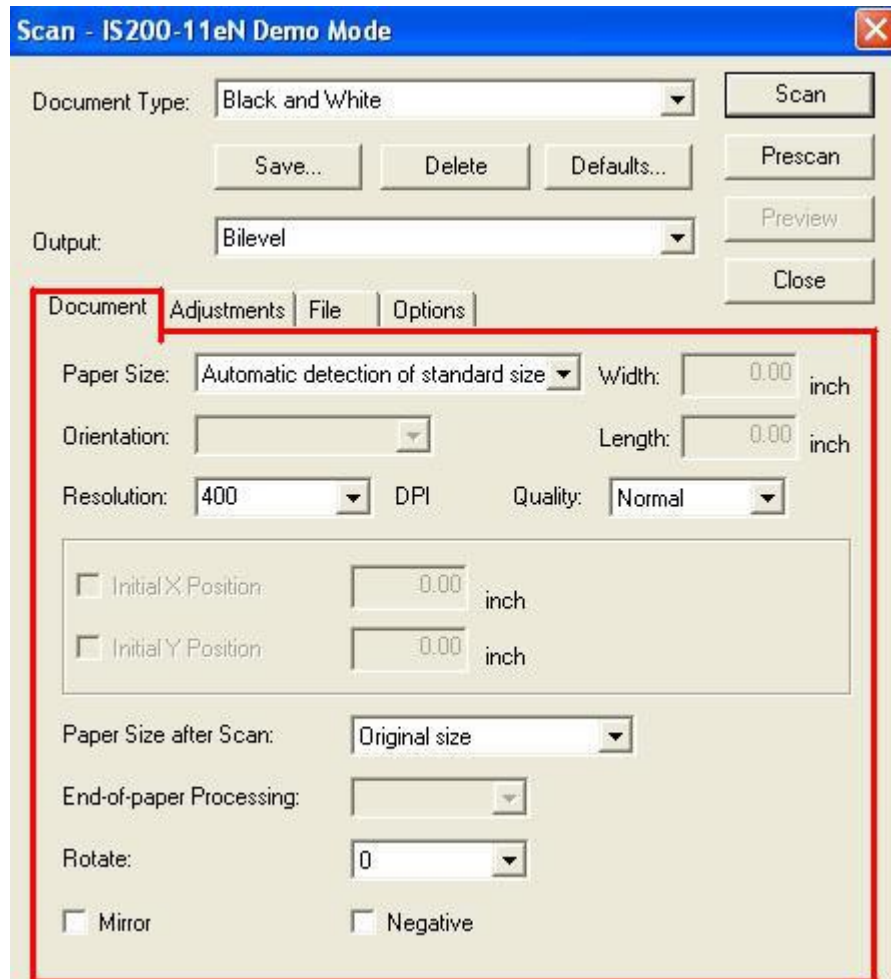 Scan - IS200-11eN Demo Mode
Document Type: Black and White Scan
Save... Delete Defaults... Prescan
Preview
Output: Bilevel
Close
Document Adjustments File Options
Paper Size: Automatic detection of standard size Width: 0.00 inch
Orientation: Length: 0.00 inch
Resolution: 400 DPI Quality: Normal
Initial X Position 0.00 inch
Initial Y Position 0.00 inch
Paper Size after Scan: Original size
End-of-paper Processing:
Rotate: 0
Mirror Negative